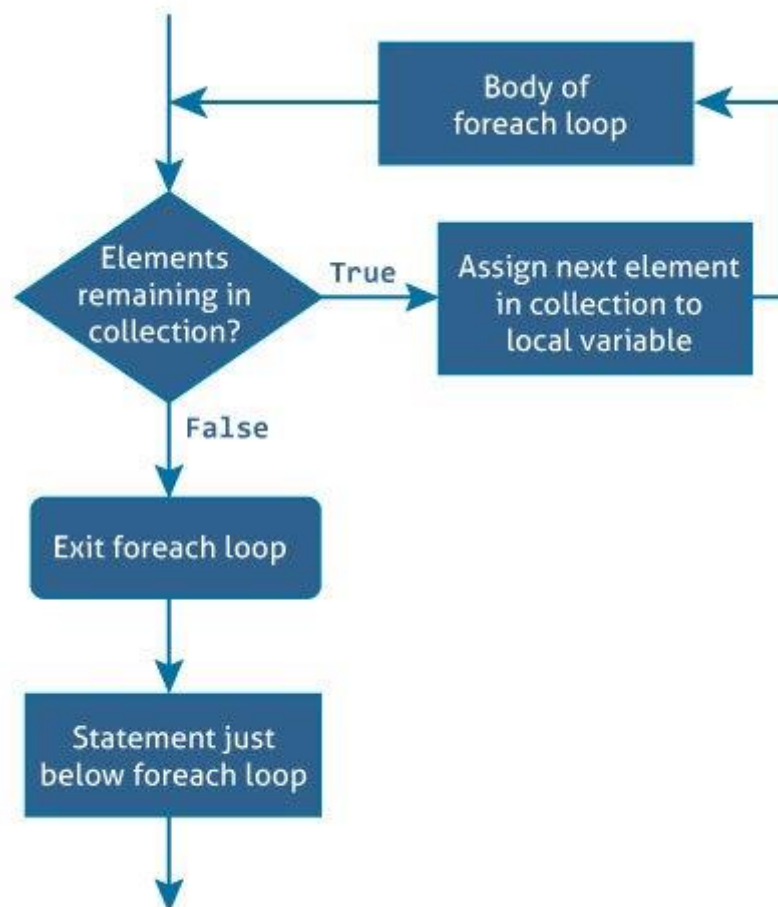 Body of
foreach loop
Elements
remaining in
collection?
True
Assign next element
in collection to
local variable
False
Exit foreach loop
Statement just
below foreach loop